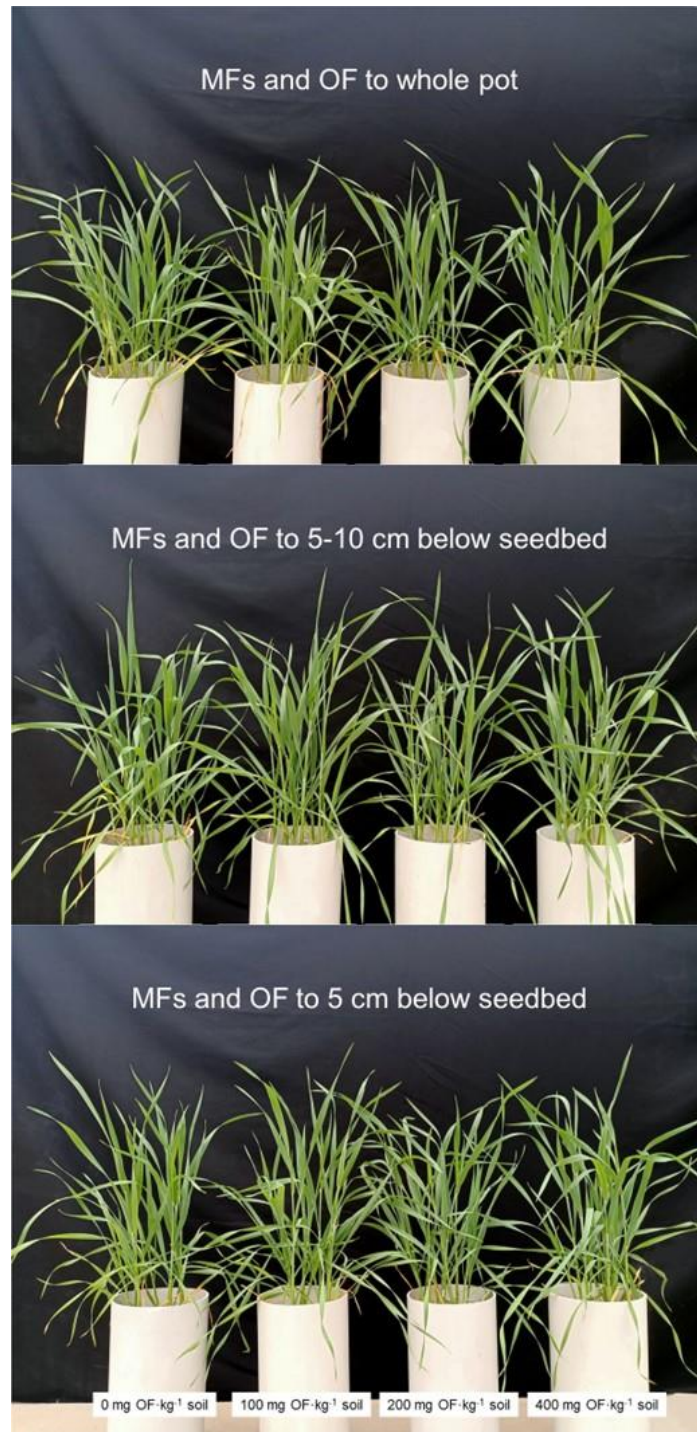 MFs and OF to whole pot
MFs and OF to 5-10 cm below seedbed
MFs and OF to 5 cm below seedbed
0 mg OF·kg⁻¹ soil
100 mg OF·kg⁻¹ soil
200 mg OF·kg⁻¹ soil
400 mg OF·kg⁻¹ soil